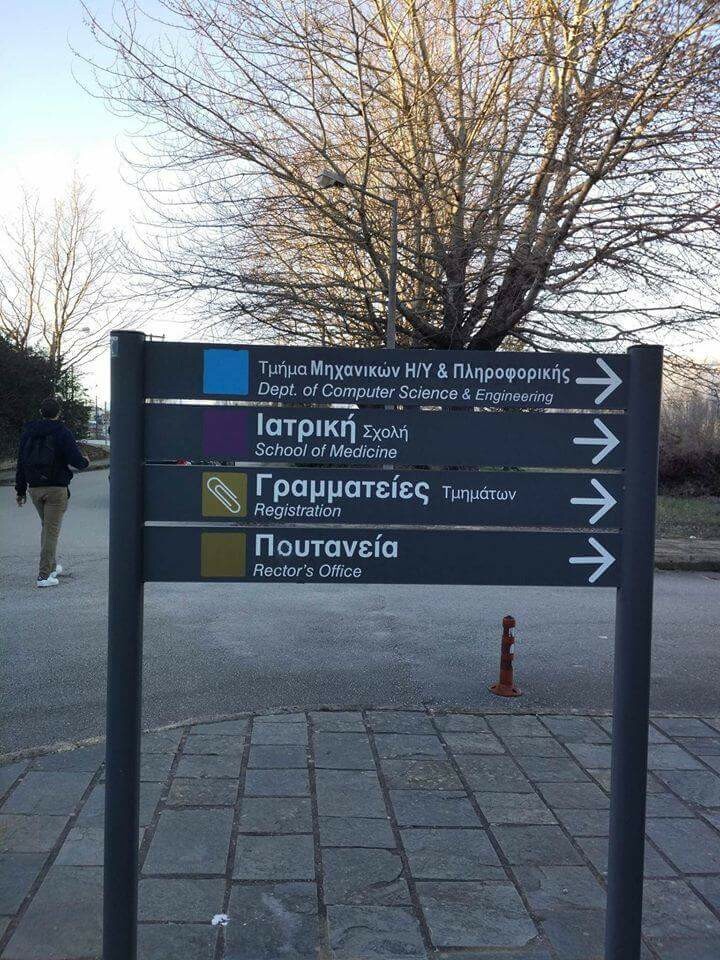 Τμήμα Μηχανικών Η/Υ & Πληροφορικής
Dept. of Computer Science & Engineering
Ιατρική Σχολή
School of Medicine
Γραμματείες Τμημάτων
Registration
Πουτανεία
Rector's Office